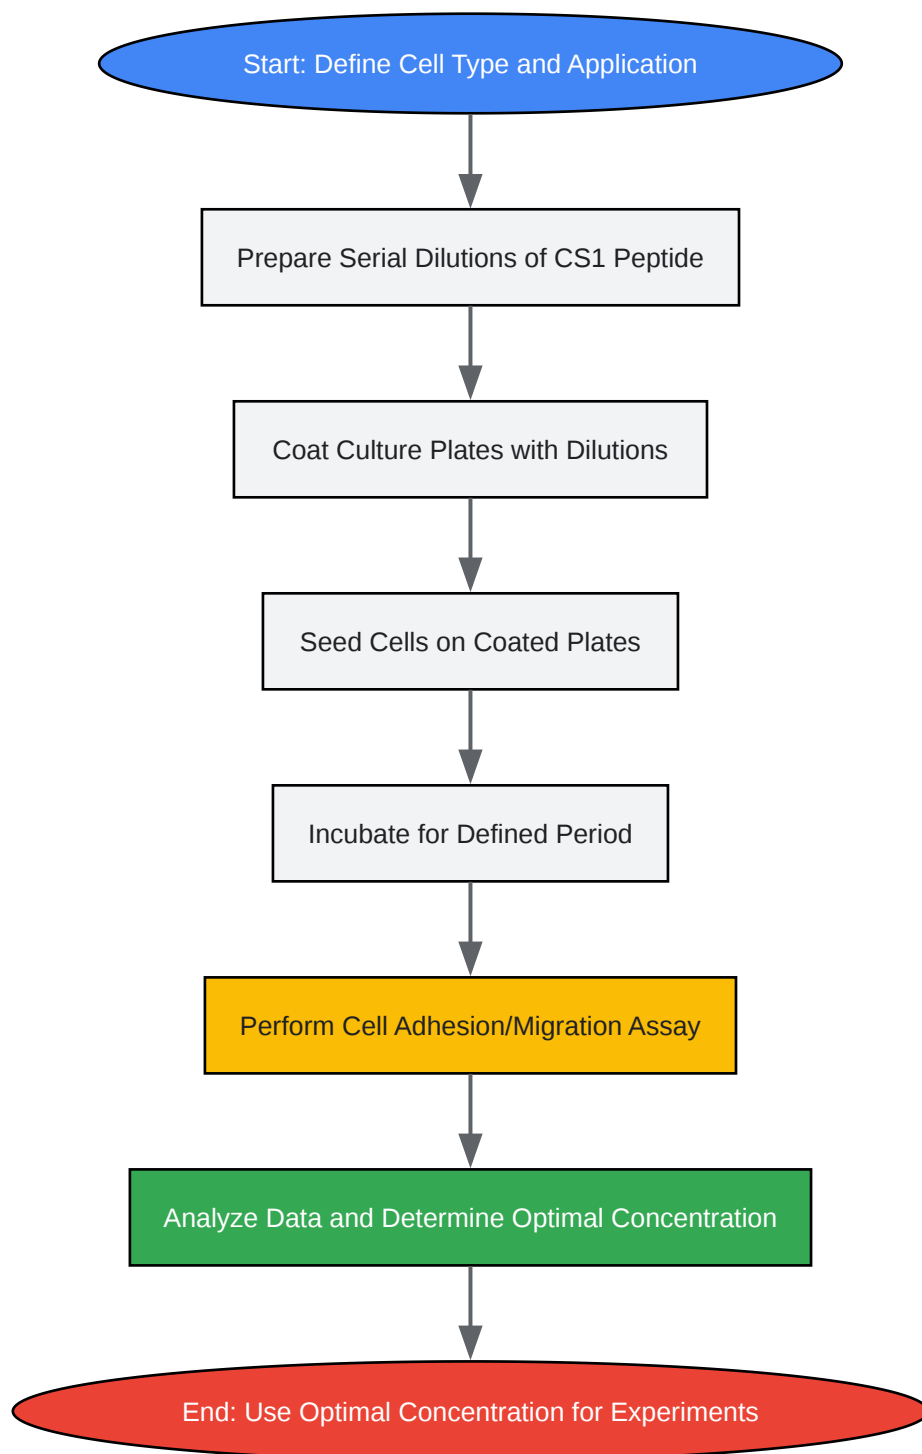 Start: Define Cell Type and Application
Prepare Serial Dilutions of CS1 Peptide
Coat Culture Plates with Dilutions
Seed Cells on Coated Plates
Incubate for Defined Period
Perform Cell Adhesion/Migration Assay
Analyze Data and Determine Optimal Concentration
End: Use Optimal Concentration for Experiments